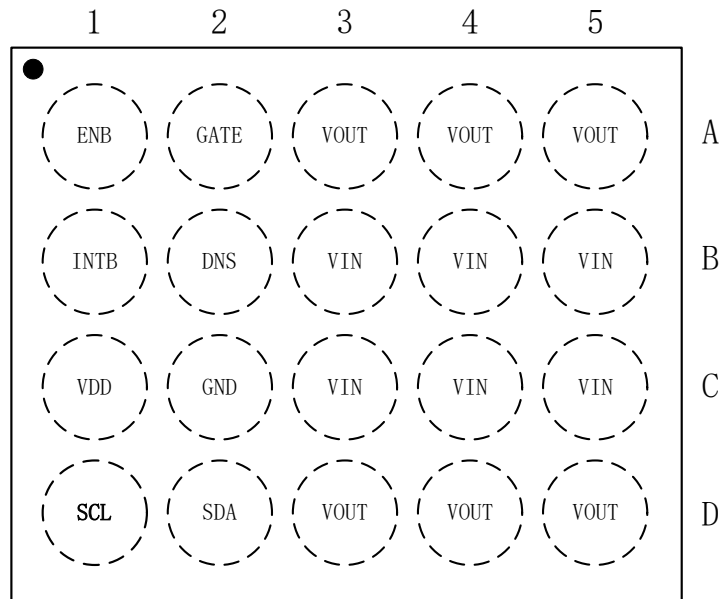 1 2 3 4 5
ENB GATE VOUT VOUT VOUT A
INTB DNS VIN VIN VIN B
VDD GND VIN VIN VIN C
SCL SDA VOUT VOUT VOUT D